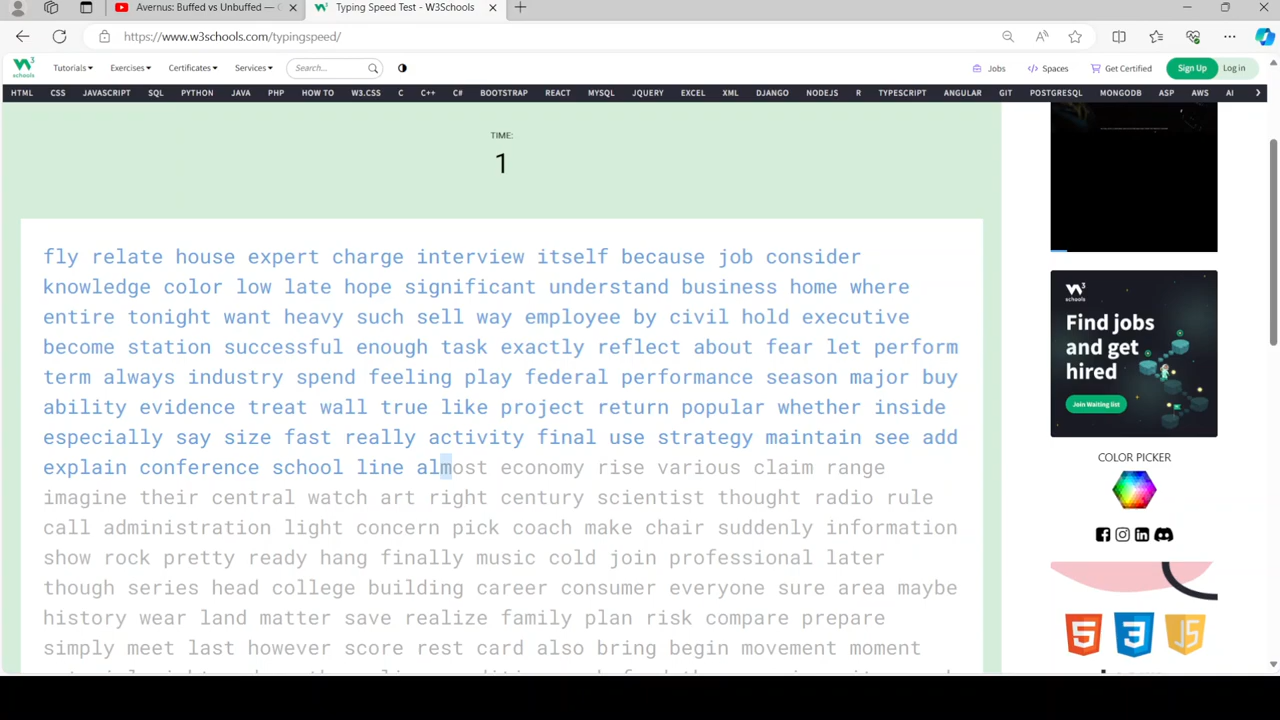 Avernus: Buffed vs Unbuffed —
Typing Speed Test - W3Schools
https://www.w3schools.com/typingspeed/
W3 schools
Tutorials Exercises Certificates Services Search... Jobs Spaces Get Certified Sign Up Log in
HTML CSS JAVASCRIPT SQL PYTHON JAVA PHP HOW TO W3.CSS C C++ C# BOOTSTRAP REACT MYSQL JQUERY EXCEL XML DJANGO NODEJS R TYPESCRIPT ANGULAR GIT POSTGRESQL MONGODB ASP AWS AI
TIME:
1
fly relate house expert charge interview itself because job consider
knowledge color low late hope significant understand business home where
entire tonight want heavy such sell way employee by civil hold executive
become station successful enough task exactly reflect about fear let perform
term always industry spend feeling play federal performance season major buy
ability evidence treat wall true like project return popular whether inside
especially say size fast really activity final use strategy maintain see add
explain conference school line almost economy rise various claim range
imagine their central watch art right century scientist thought radio rule
call administration light concern pick coach make chair suddenly information
show rock pretty ready hang finally music cold join professional later
though series head college building career consumer everyone sure area maybe
history wear land matter save realize family plan risk compare prepare
simply meet last however score rest card also bring begin movement moment
W3 schools
Find jobs
and get
hired
Join Waiting list
COLOR PICKER
5 3 JS